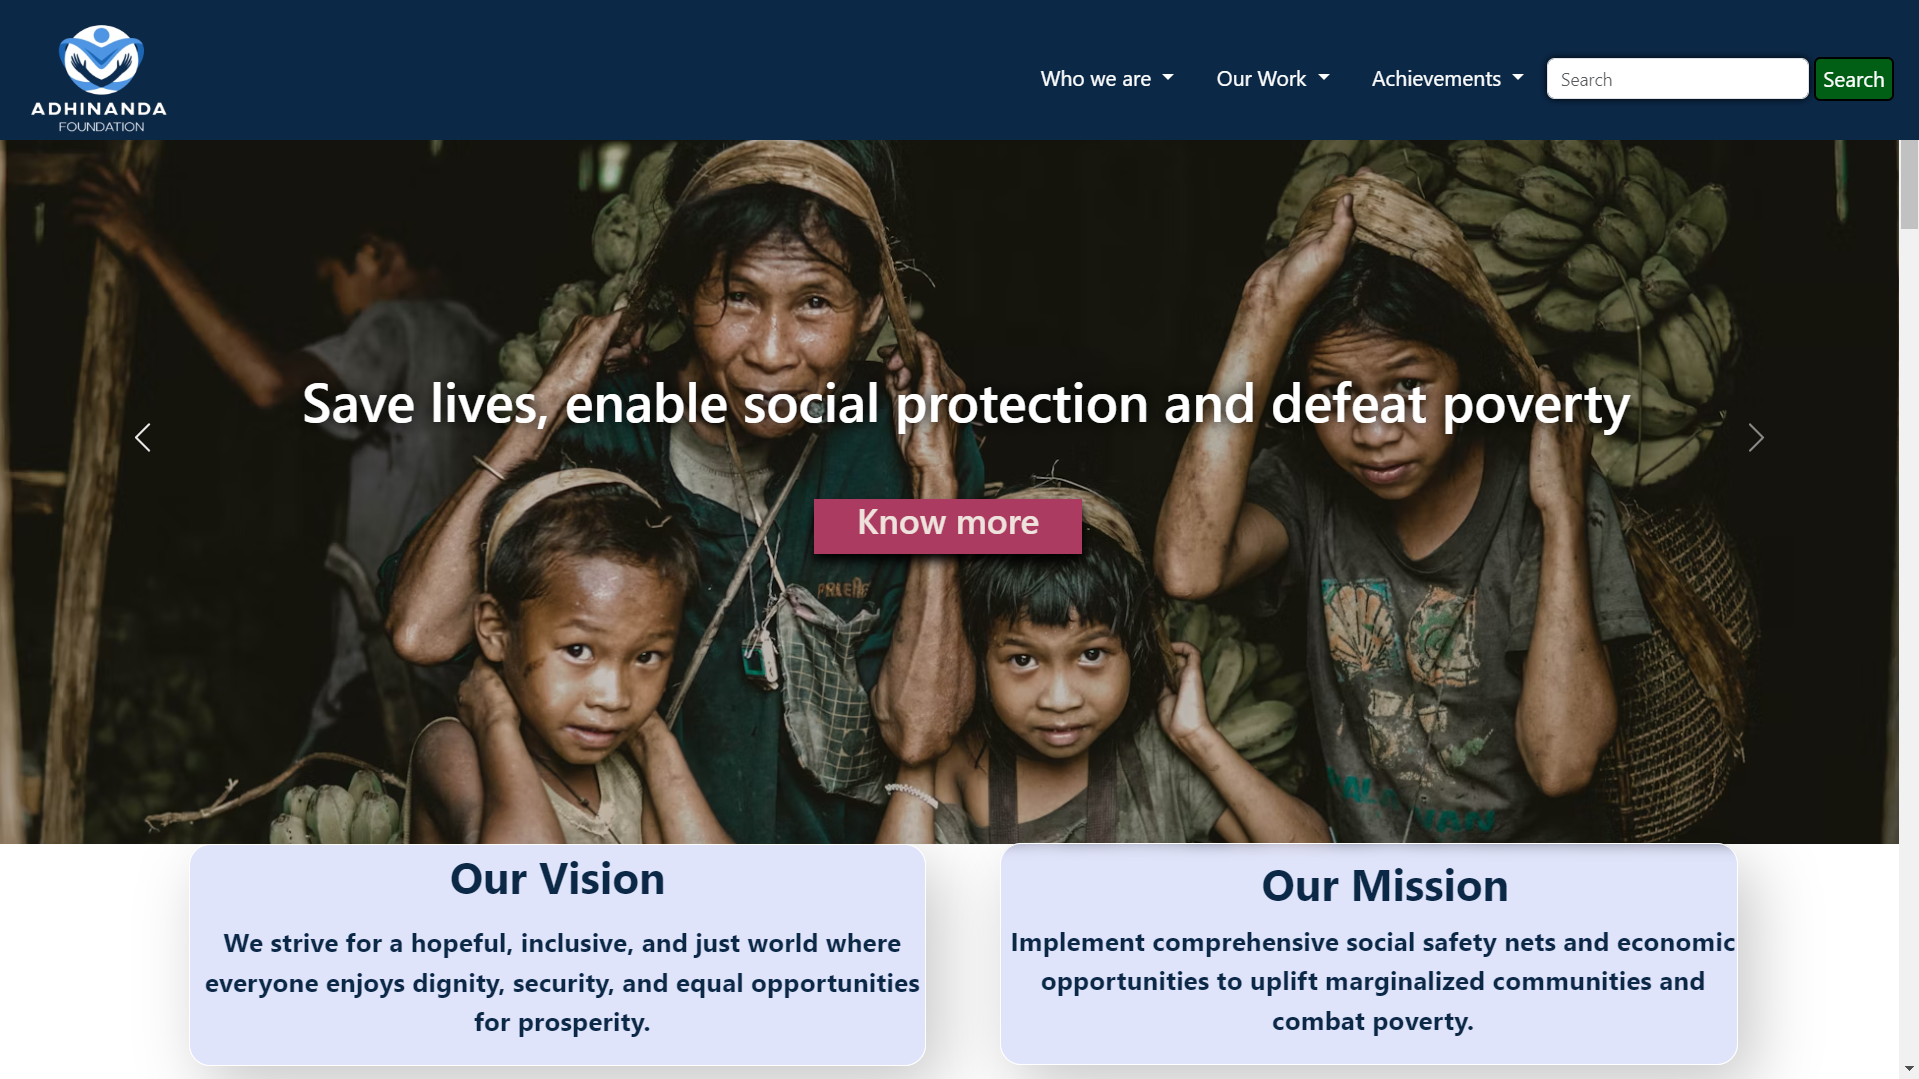 ADHINANDA
FOUNDATION
Who we are
Our Work
Achievements
Search
Search
Save lives, enable social protection and defeat poverty
Know more
Our Vision
We strive for a hopeful, inclusive, and just world where
everyone enjoys dignity, security, and equal opportunities
for prosperity.
Our Mission
Implement comprehensive social safety nets and economic
opportunities to uplift marginalized communities and
combat poverty.